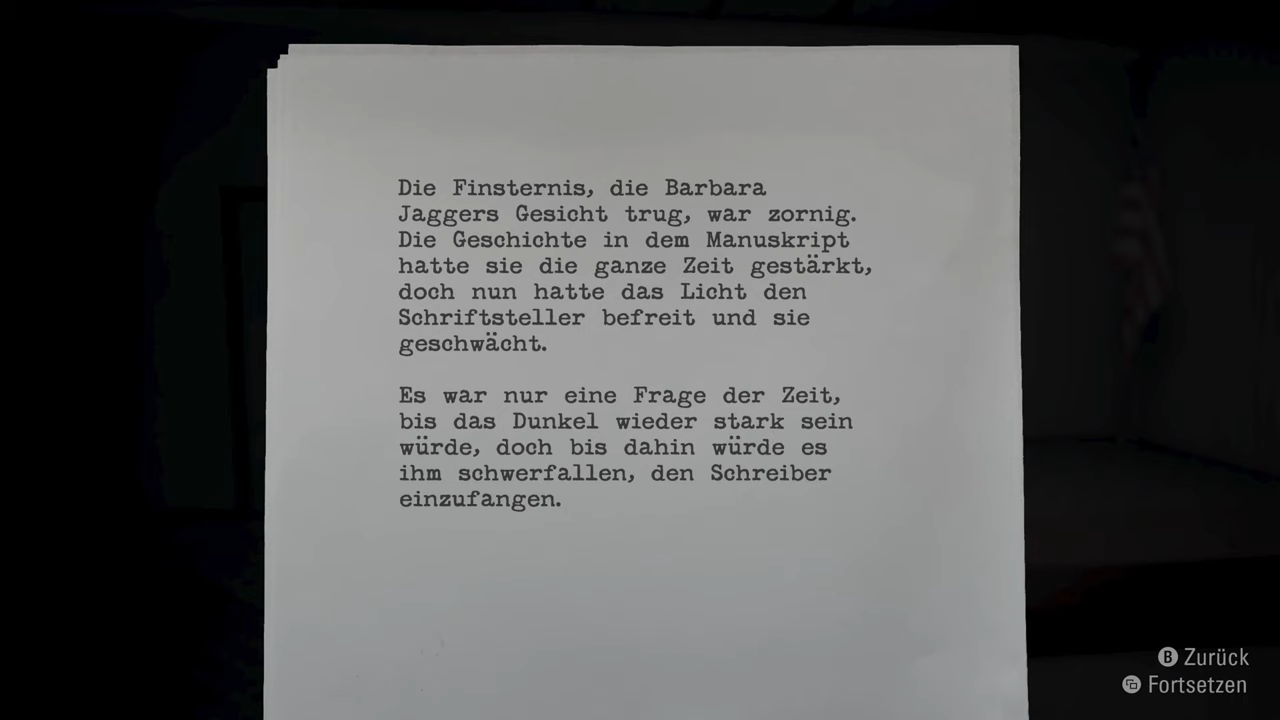 Die Finsternis, die Barbara
Jaggers Gesicht trug, war zornig.
Die Geschichte in dem Manuskript
hatte sie die ganze Zeit gestärkt,
doch nun hatte das Licht den
Schriftsteller befreit und sie
geschwächt.
Es war nur eine Frage der Zeit,
bis das Dunkel wieder stark sein
würde, doch bis dahin würde es
ihm schwerfallen, den Schreiber
einzufangen.
B Zurück
Fortsetzen